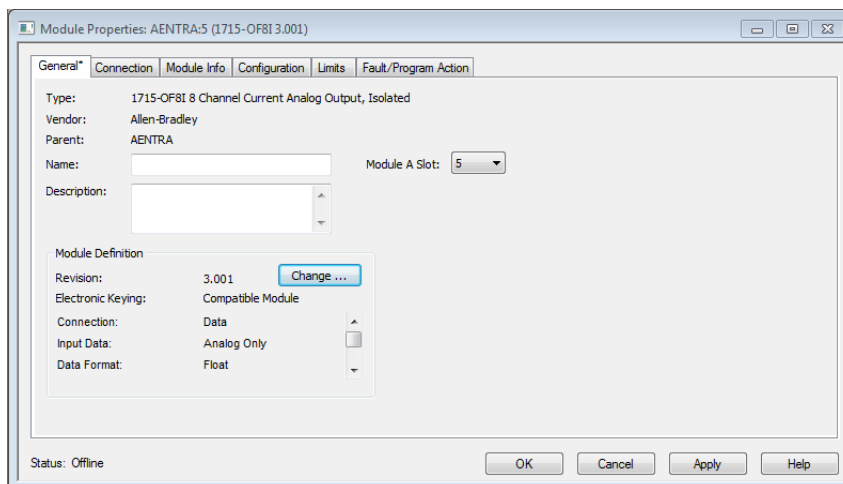 Module Properties: AENTRA:5 (1715-OF8I 3.001)
General* Connection Module Info Configuration Limits Fault/Program Action
Type: 1715-OF8I 8 Channel Current Analog Output, Isolated
Vendor: Allen-Bradley
Parent: AENTRA
Name: Module A Slot: 5
Description:
Module Definition
Revision: 3.001 Change ...
Electronic Keying: Compatible Module
Connection: Data
Input Data: Analog Only
Data Format: Float
Status: Offline OK Cancel Apply Help